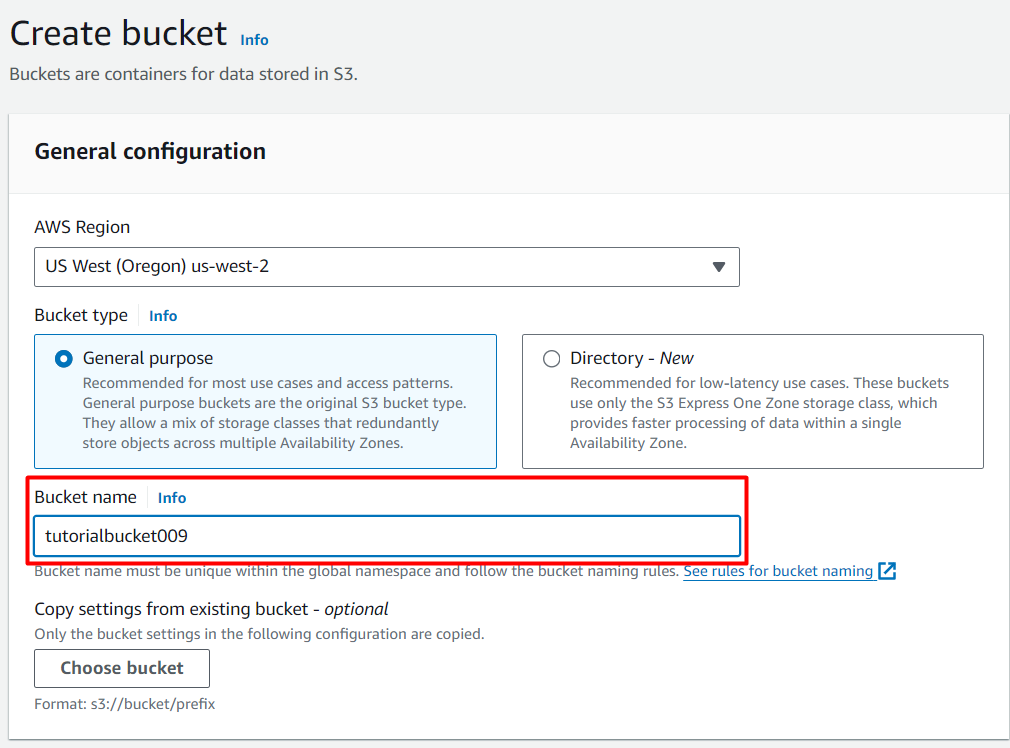 Create bucket Info
Buckets are containers for data stored in S3.
General configuration
AWS Region
US West (Oregon) us-west-2
Bucket type Info
General purpose
Recommended for most use cases and access patterns.
General purpose buckets are the original S3 bucket type.
They allow a mix of storage classes that redundantly
store objects across multiple Availability Zones.
Directory - New
Recommended for low-latency use cases. These buckets
use only the S3 Express One Zone storage class, which
provides faster processing of data within a single
Availability Zone.
Bucket name Info
tutorialbucket009
Bucket name must be unique within the global namespace and follow the bucket naming rules. See rules for bucket naming
Copy settings from existing bucket - optional
Only the bucket settings in the following configuration are copied.
Choose bucket
Format: s3://bucket/prefix